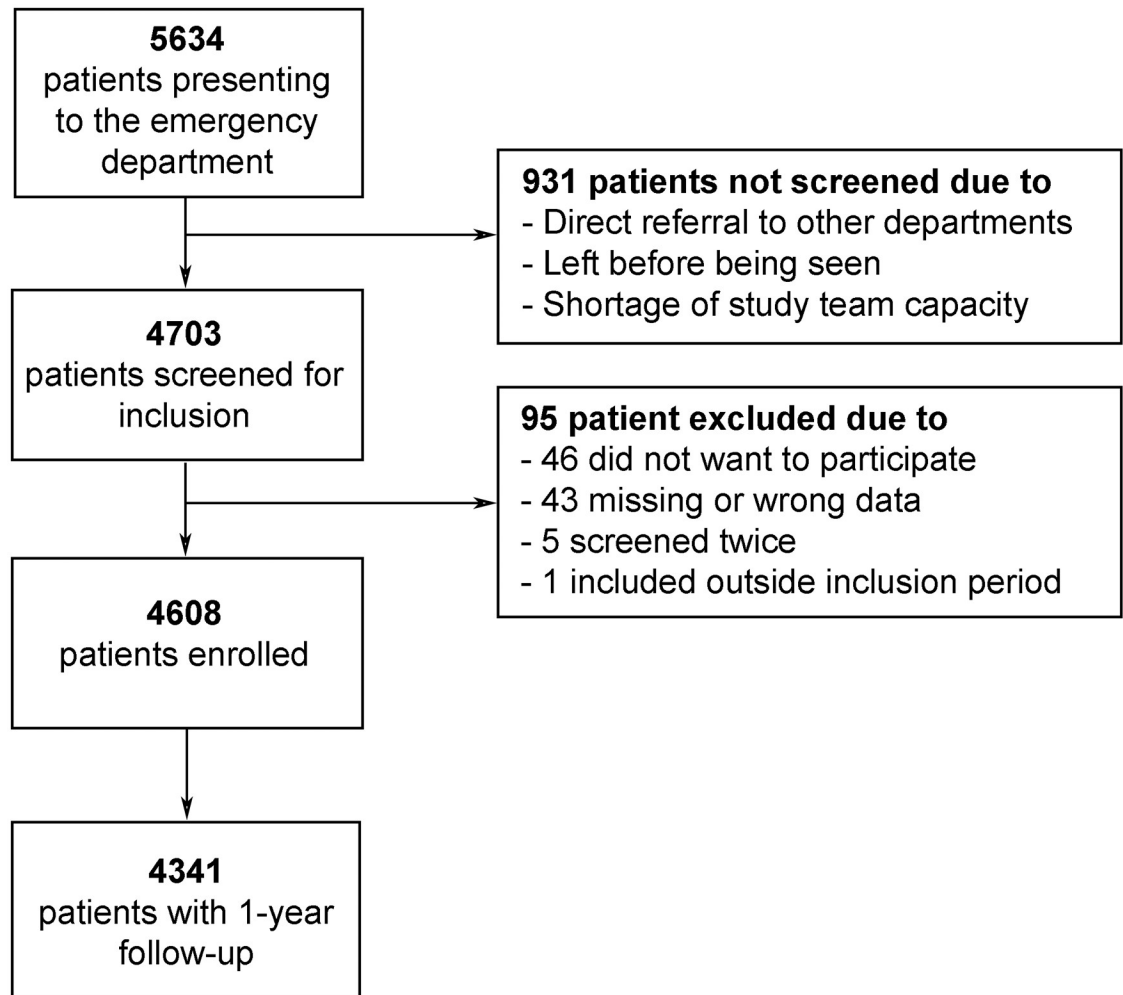 5634
patients presenting
to the emergency
department
931 patients not screened due to
- Direct referral to other departments
- Left before being seen
- Shortage of study team capacity
4703
patients screened for
inclusion
95 patient excluded due to
- 46 did not want to participate
- 43 missing or wrong data
- 5 screened twice
- 1 included outside inclusion period
4608
patients enrolled
4341
patients with 1-year
follow-up